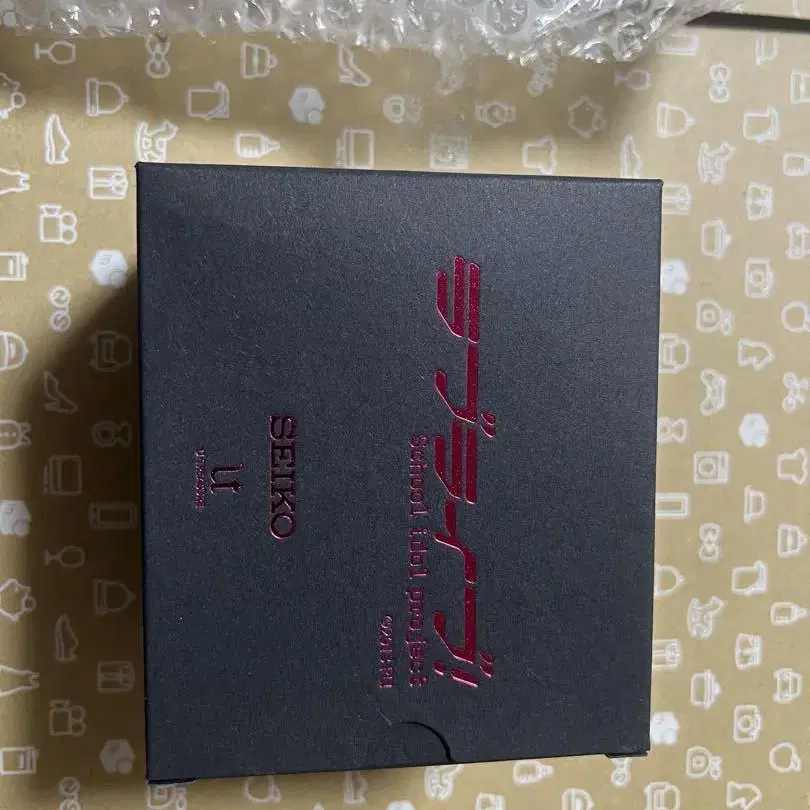 ラブライブ!
School idol project
SEIKO